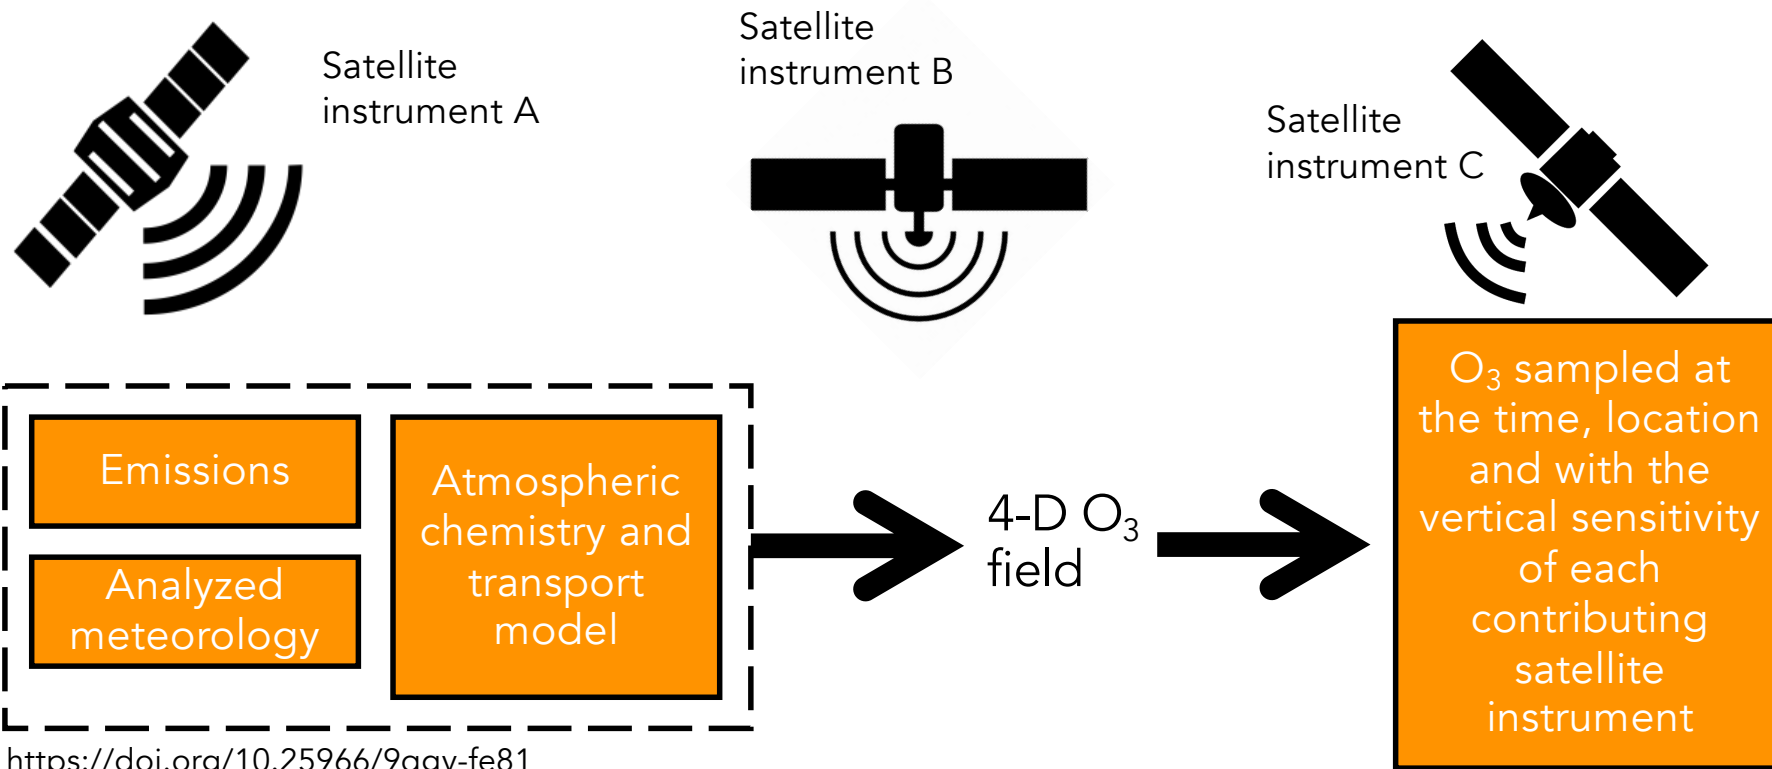 Satellite
instrument A
Satellite
instrument B
Satellite
instrument C
Emissions
Analyzed
meteorology
Atmospheric
chemistry and
transport
model
4-D O₃
field
O₃ sampled at
the time, location
and with the
vertical sensitivity
of each
contributing
satellite
instrument